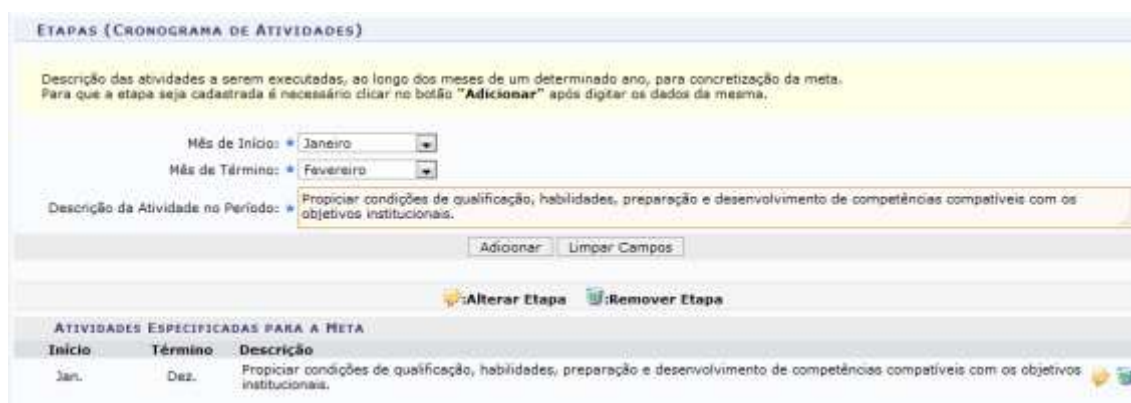 ETAPAS (CRONOGRAMA DE ATIVIDADES)
Descrição das atividades a serem executadas, ao longo dos meses de um determinado ano, para concretização da meta.
Para que a etapa seja cadastrada é necessário clicar no botão "Adicionar" após digitar os dados da mesma.
Mês de Início: * Janeiro
Mês de Término: * Fevereiro
Descrição da Atividade no Período: * Propiciar condições de qualificação, habilidades, preparação e desenvolvimento de competências compatíveis com os
objetivos institucionais.
Adicionar Limpar Campos
:Alterar Etapa :Remover Etapa
ATIVIDADES ESPECIFICADAS PARA A META
Início Término Descrição
Jan. Dez. Propiciar condições de qualificação, habilidades, preparação e desenvolvimento de competências compatíveis com os objetivos
institucionais.